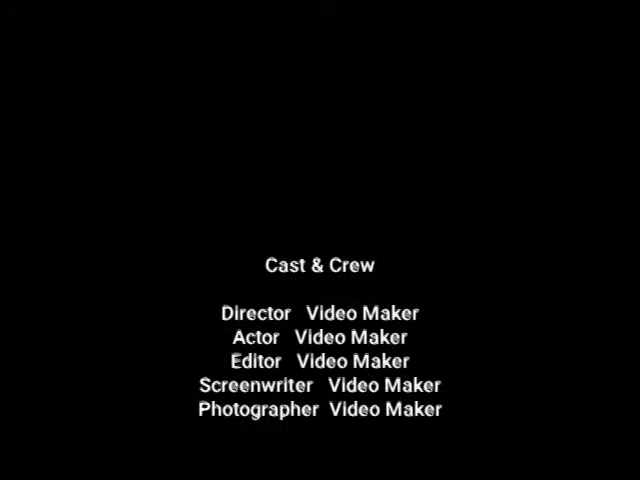 Cast & Crew
Director Video Maker
Actor Video Maker
Editor Video Maker
Screenwriter Video Maker
Photographer Video Maker